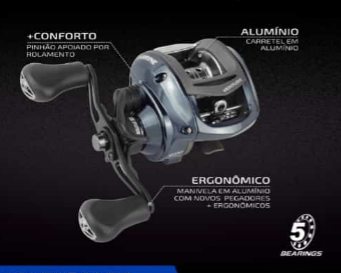 +CONFORTO
PINHÃO APOIADO POR
ROLAMENTO
ALUMÍNIO
CARRETEL EM
ALUMÍNIO
ERGONÔMICO
MANIVELA EM ALUMÍNIO
COM NOVOS PEGADORES
+ ERGONÔMICOS
5
BEARINGS